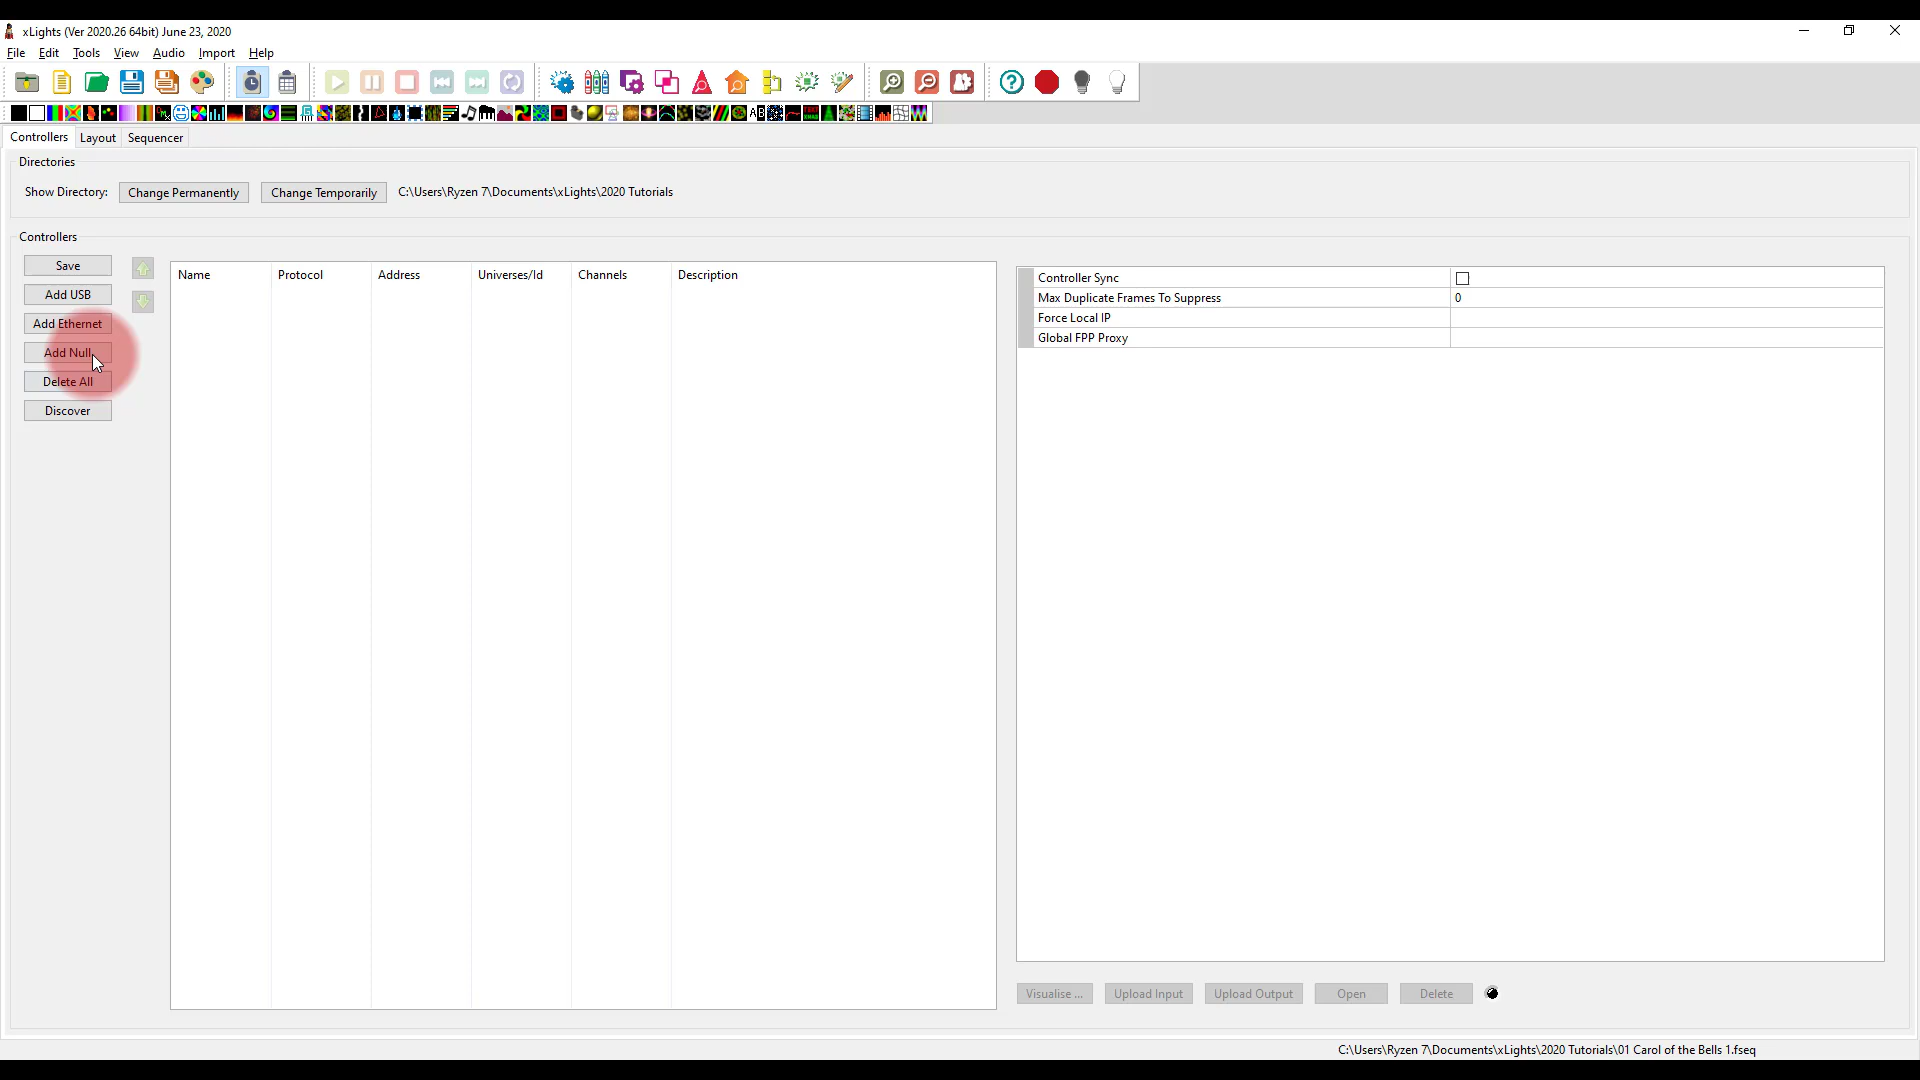 xLights (Ver 2020.26 64bit) June 23, 2020
File Edit Tools View Audio Import Help
Controllers Layout Sequencer
Directories
Show Directory: Change Permanently Change Temporarily C:\Users\Ryzen 7\Documents\xLights\2020 Tutorials
Controllers
Save
Add USB
Add Ethernet
Add Null
Delete All
Discover
Name Protocol Address Universes/Id Channels Description
Controller Sync
Max Duplicate Frames To Suppress 0
Force Local IP
Global FPP Proxy
Visualise ... Upload Input Upload Output Open Delete
C:\Users\Ryzen 7\Documents\xLights\2020 Tutorials\01 Carol of the Bells 1.fseq